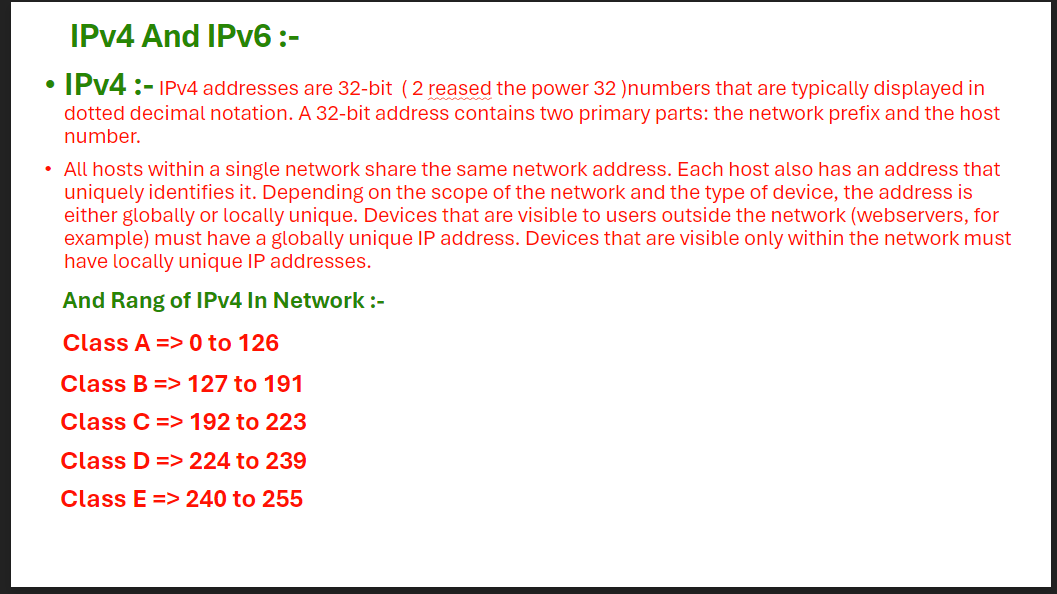 IPv4 And IPv6 :-
• IPv4 :- IPv4 addresses are 32-bit ( 2 reased the power 32 )numbers that are typically displayed in
dotted decimal notation. A 32-bit address contains two primary parts: the network prefix and the host
number.
• All hosts within a single network share the same network address. Each host also has an address that
uniquely identifies it. Depending on the scope of the network and the type of device, the address is
either globally or locally unique. Devices that are visible to users outside the network (webservers, for
example) must have a globally unique IP address. Devices that are visible only within the network must
have locally unique IP addresses.
And Rang of IPv4 In Network :-
Class A => 0 to 126
Class B => 127 to 191
Class C => 192 to 223
Class D => 224 to 239
Class E => 240 to 255